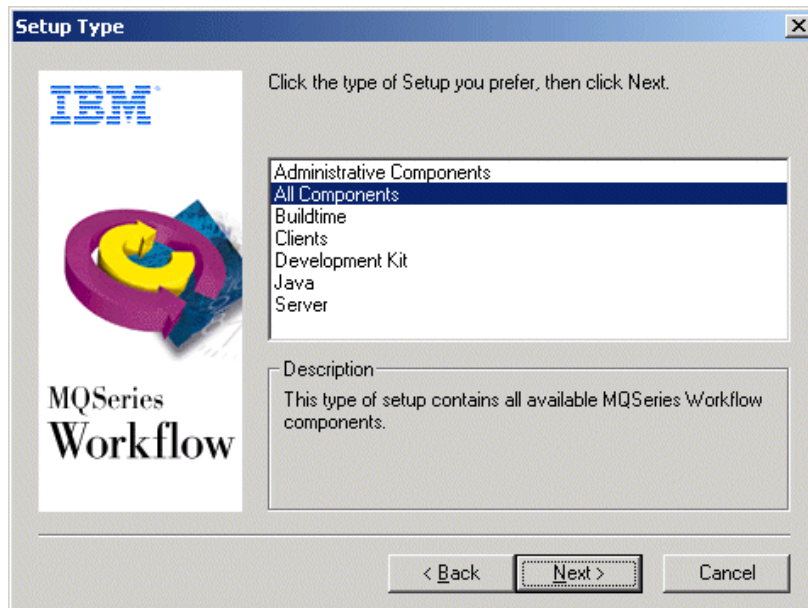 Setup Type
IBM
Click the type of Setup you prefer, then click Next.
Administrative Components
All Components
Buildtime
Clients
Development Kit
Java
Server
MQSeries
Workflow
Description
This type of setup contains all available MQSeries Workflow
components.
< Back
Next >
Cancel